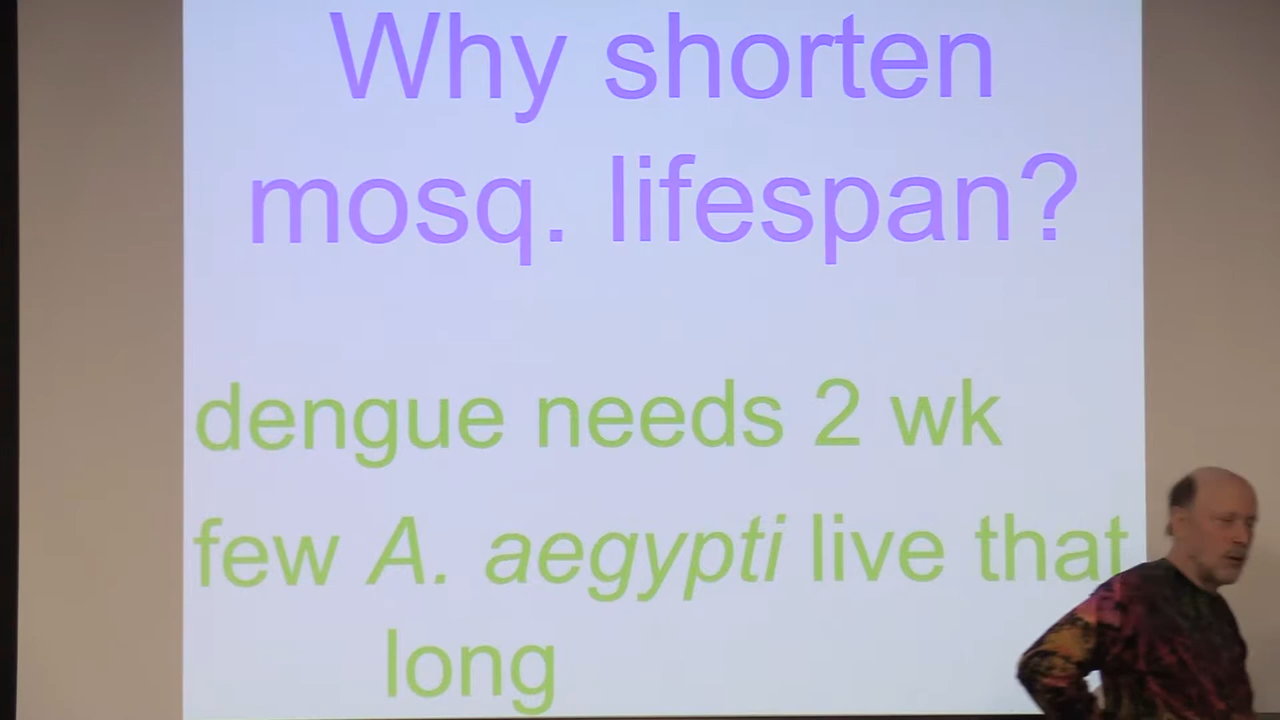 Why shorten
mosq. lifespan?
dengue needs 2 wk
few A. aegypti live that
long